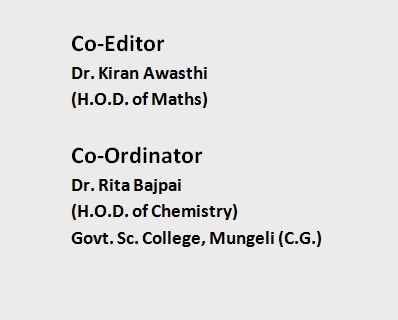 Co-Editor
Dr. Kiran Awasthi
(H.O.D. of Maths)
Co-Ordinator
Dr. Rita Bajpai
(H.O.D. of Chemistry)
Govt. Sc. College, Mungeli (C.G.)